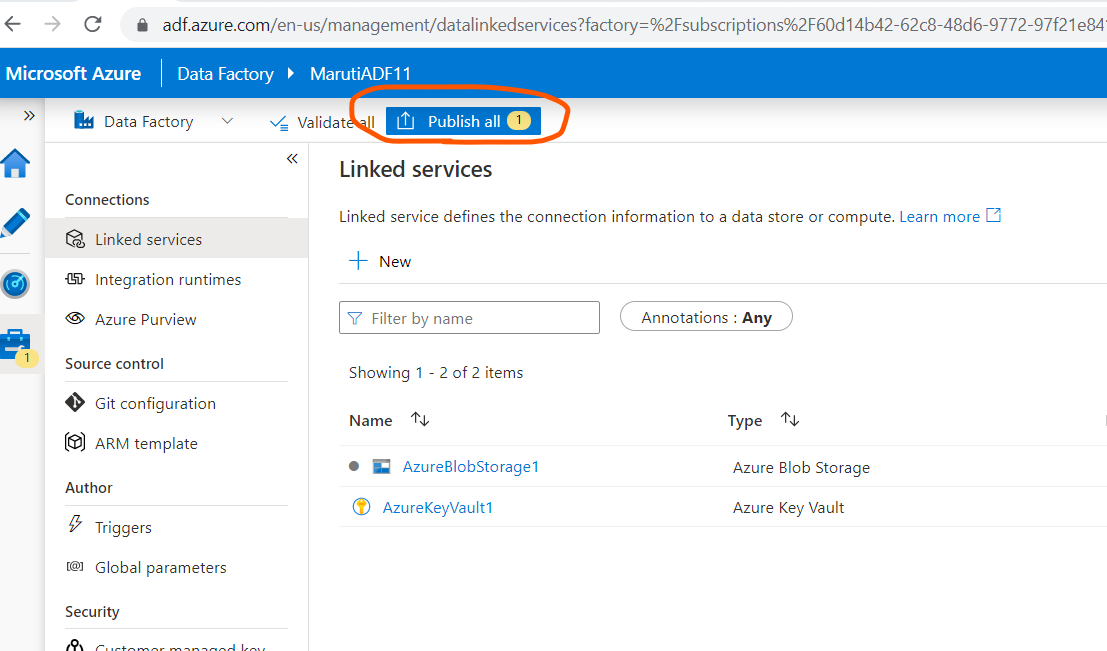 adf.azure.com/en-us/management/datalinkedservices?factory=%2Fsubscriptions%2F60d14b42-62c8-48d6-9772-97f21e84
Microsoft Azure Data Factory MarutiADF11
Data Factory Validate all Publish all 1
Linked services
Linked service defines the connection information to a data store or compute. Learn more
New
Filter by name Annotations : Any
Showing 1 - 2 of 2 items
Name Type
AzureBlobStorage1 Azure Blob Storage
AzureKeyVault1 Azure Key Vault
1
Connections
Linked services
Integration runtimes
Azure Purview
Source control
Git configuration
ARM template
Author
Triggers
Global parameters
Security
Customer managed key